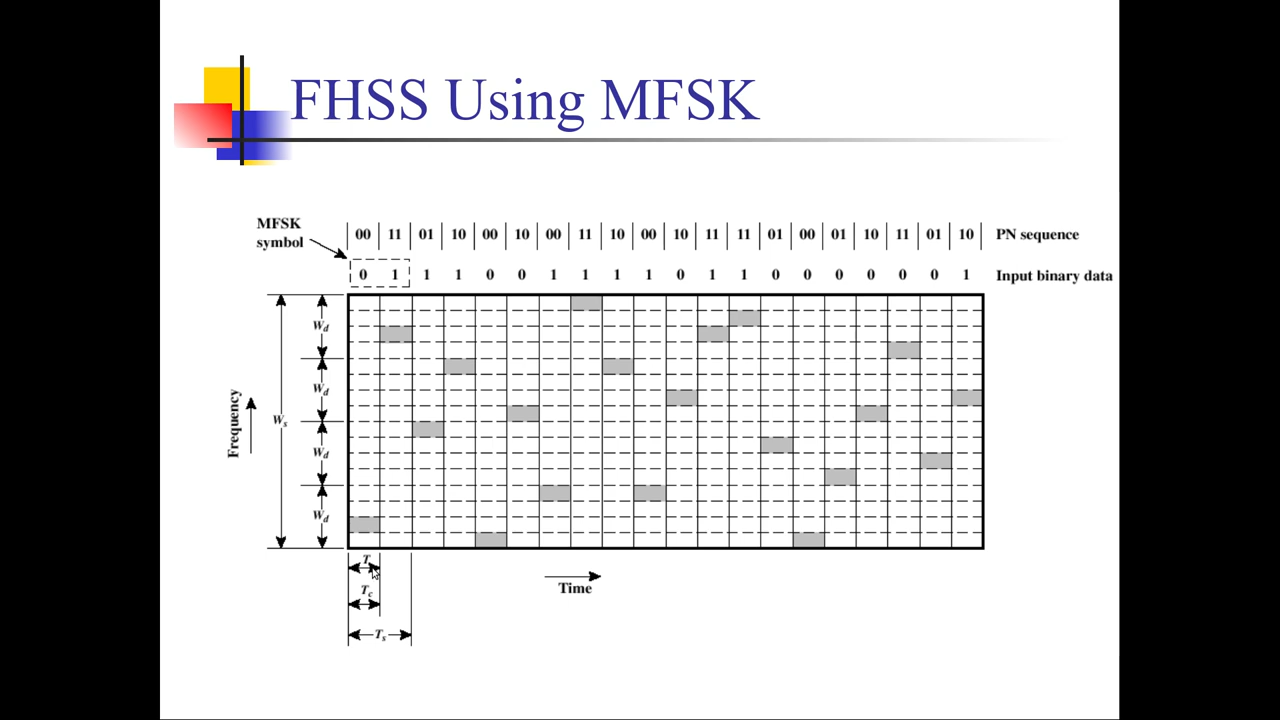 FHSS Using MFSK
MFSK
symbol
00 11 01 10 00 10 00 11 10 00 10 11 11 01 00 01 10 11 01 10 PN sequence
0 1 1 1 0 0 1 1 1 1 0 1 1 0 0 0 0 0 0 1 Input binary data
Wd
Wd
Ws
Frequency
Wd
Wd
T
Tc
Time
Ts